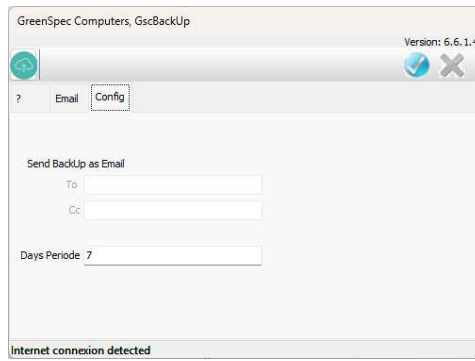 GreenSpec Computers, GscBackUp
Version: 6.6.1.4
? Email Config
Send BackUp as Email
To
Cc
Days Periode 7
Internet connexion detected